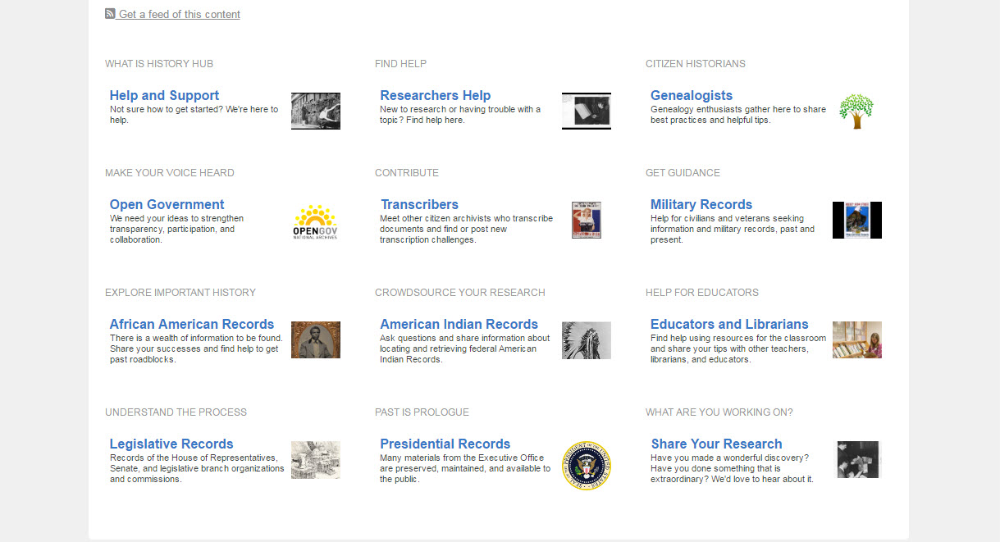 Get a feed of this content
WHAT IS HISTORY HUB
Help and Support
Not sure how to get started? We're here to
help.
FIND HELP
Researchers Help
New to research or having trouble with a
topic? Find help here.
CITIZEN HISTORIANS
Genealogists
Genealogy enthusiasts gather here to share
best practices and helpful tips.
MAKE YOUR VOICE HEARD
Open Government
We need your ideas to strengthen
transparency, participation, and
collaboration.
OPENGOV
NATIONAL ARCHIVES
CONTRIBUTE
Transcribers
Meet other citizen archivists who transcribe
documents and find or post new
transcription challenges.
GET GUIDANCE
Military Records
Help for civilians and veterans seeking
information and military records, past and
present.
EXPLORE IMPORTANT HISTORY
African American Records
There is a wealth of information to be found.
Share your successes and find help to get
past roadblocks.
CROWDSOURCE YOUR RESEARCH
American Indian Records
Ask questions and share information about
locating and retrieving federal American
Indian Records.
HELP FOR EDUCATORS
Educators and Librarians
Find help using resources for the classroom
and share your tips with other teachers,
librarians, and educators.
UNDERSTAND THE PROCESS
Legislative Records
Records of the House of Representatives,
Senate, and legislative branch organizations
and commissions.
PAST IS PROLOGUE
Presidential Records
Many materials from the Executive Office
are preserved, maintained, and available to
the public.
SEAL OF THE PRESIDENT OF THE UNITED STATES
WHAT ARE YOU WORKING ON?
Share Your Research
Have you made a wonderful discovery?
Have you done something that is
extraordinary? We'd love to hear about it.